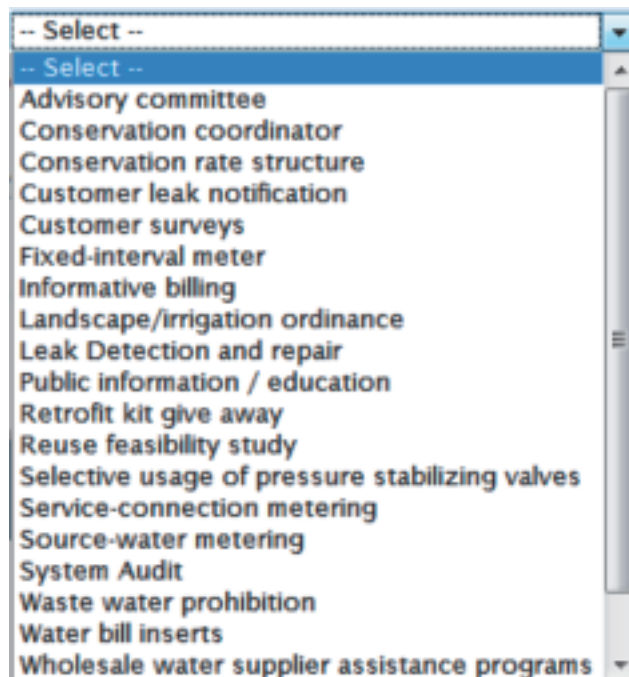 -- Select --
-- Select --
Advisory committee
Conservation coordinator
Conservation rate structure
Customer leak notification
Customer surveys
Fixed-interval meter
Informative billing
Landscape/irrigation ordinance
Leak Detection and repair
Public information / education
Retrofit kit give away
Reuse feasibility study
Selective usage of pressure stabilizing valves
Service-connection metering
Source-water metering
System Audit
Waste water prohibition
Water bill inserts
Wholesale water supplier assistance programs